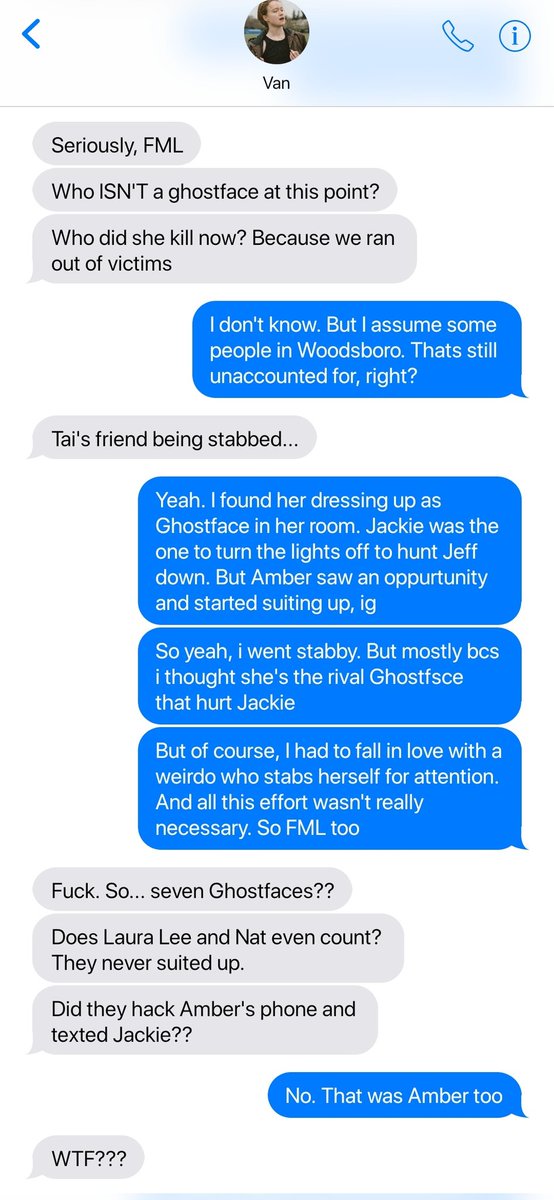 Van
Seriously, FML
Who ISN'T a ghostface at this point?
Who did she kill now? Because we ran
out of victims
I don't know. But I assume some
people in Woodsboro. Thats still
unaccounted for, right?
Tai's friend being stabbed...
Yeah. I found her dressing up as
Ghostface in her room. Jackie was the
one to turn the lights off to hunt Jeff
down. But Amber saw an oppurtunity
and started suiting up, ig
So yeah, i went stabby. But mostly bcs
i thought she's the rival Ghostfsce
that hurt Jackie
But of course, I had to fall in love with a
weirdo who stabs herself for attention.
And all this effort wasn't really
necessary. So FML too
Fuck. So... seven Ghostfaces??
Does Laura Lee and Nat even count?
They never suited up.
Did they hack Amber's phone and
texted Jackie??
No. That was Amber too
WTF???